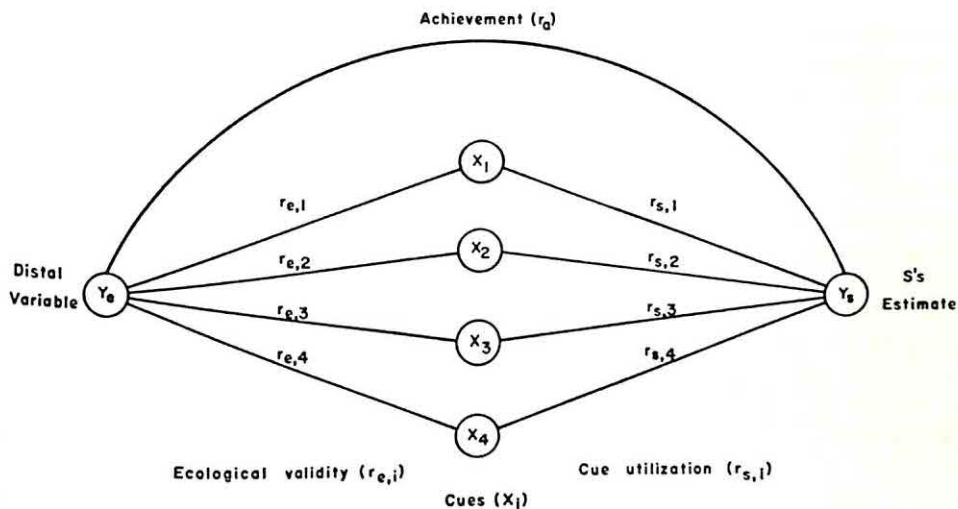 Achievement (ra)
X1
re,1
rs,1
X2
re,2
rs,2
Distal
Variable
Ye
Ys
S's
Estimate
re,3
rs,3
X3
re,4
rs,4
X4
Ecological validity (re,i)
Cue utilization (rs,i)
Cues (Xi)